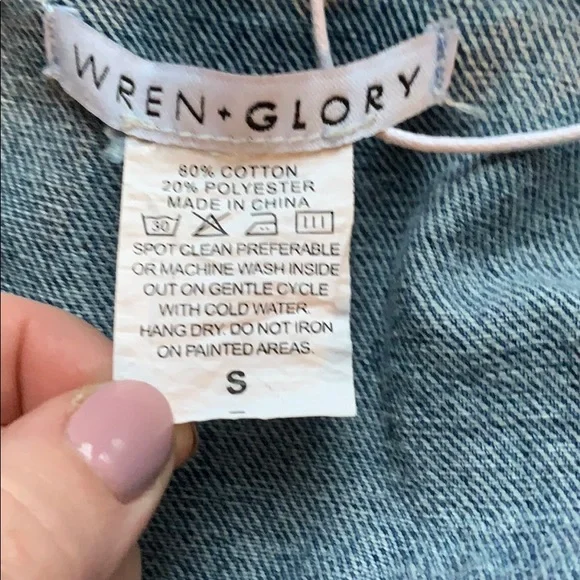 WREN + GLORY
80% COTTON
20% POLYESTER
MADE IN CHINA
30
SPOT CLEAN PREFERABLE
OR MACHINE WASH INSIDE
OUT ON GENTLE CYCLE
WITH COLD WATER.
HANG DRY. DO NOT IRON
ON PAINTED AREAS.
S